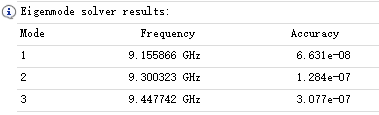 Eigenmode solver results:
Mode Frequency Accuracy
1 9.155866 GHz 6.631e-08
2 9.300323 GHz 1.284e-07
3 9.447742 GHz 3.077e-07